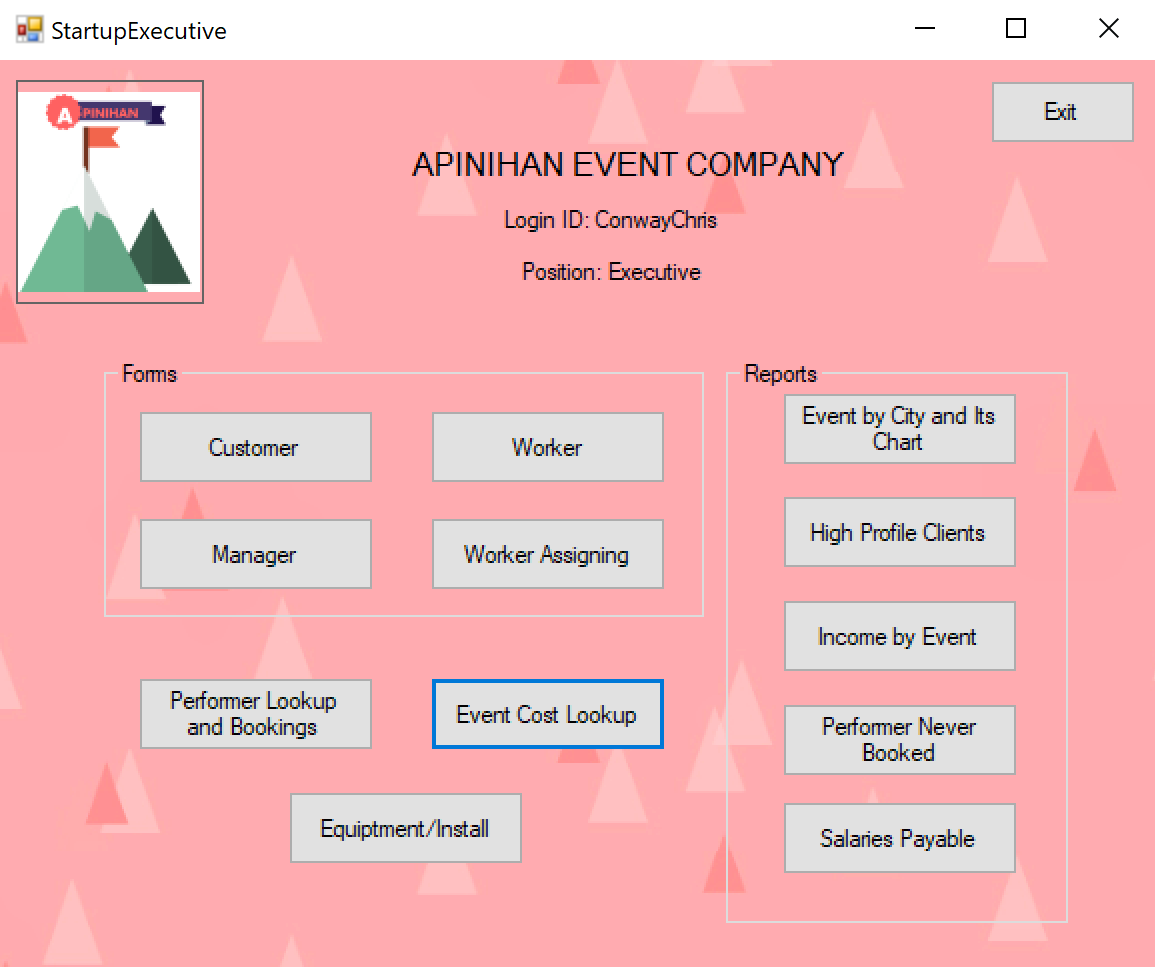 StartupExecutive
A PINIHAN
Exit
APINIHAN EVENT COMPANY
Login ID: ConwayChris
Position: Executive
Forms
Customer
Worker
Manager
Worker Assigning
Performer Lookup
and Bookings
Event Cost Lookup
Equiptment/Install
Reports
Event by City and Its
Chart
High Profile Clients
Income by Event
Performer Never
Booked
Salaries Payable